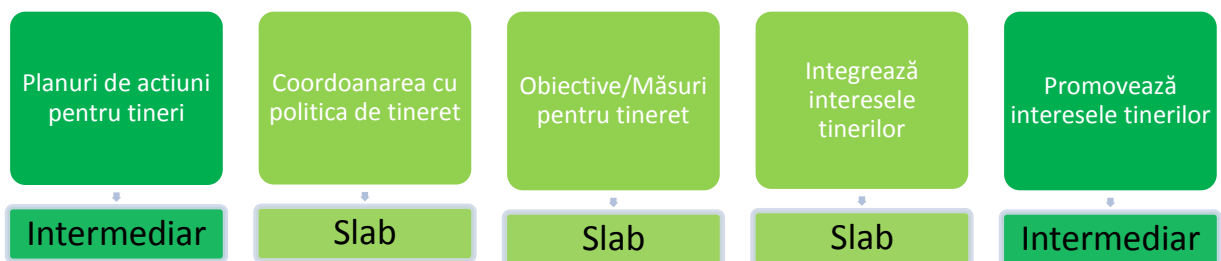 Planuri de actiuni
pentru tineri
Intermediar
Coordoanarea cu
politica de tineret
Slab
Obiective/Măsuri
pentru tineret
Slab
Integrează
interesele
tinerilor
Slab
Promovează
interesele tinerilor
Intermediar